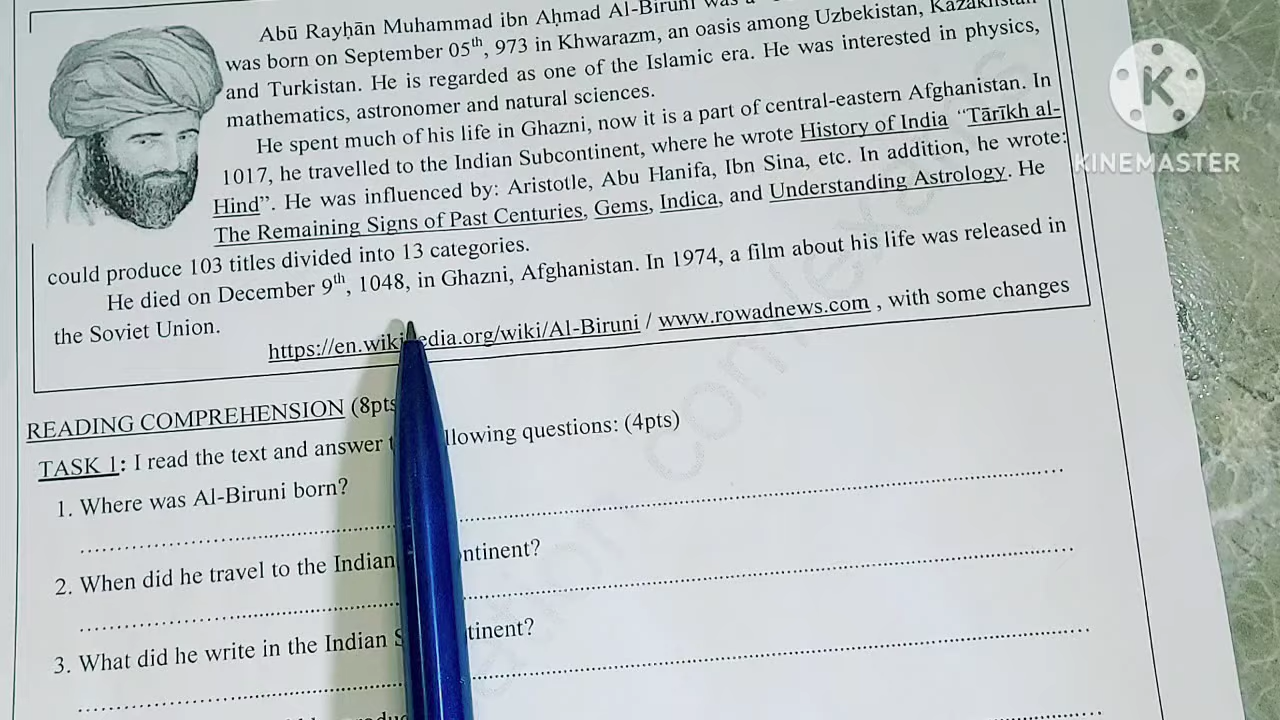 Abū Rayḥān Muhammad ibn Aḥmad Al-Biruni was a
was born on September 05th, 973 in Khwarazm, an oasis among Uzbekistan, Kazakhstan
and Turkistan. He is regarded as one of the Islamic era. He was interested in physics,
mathematics, astronomer and natural sciences.
He spent much of his life in Ghazni, now it is a part of central-eastern Afghanistan. In
1017, he travelled to the Indian Subcontinent, where he wrote History of India "Tārīkh al-
Hind". He was influenced by: Aristotle, Abu Hanifa, Ibn Sina, etc. In addition, he wrote:
The Remaining Signs of Past Centuries, Gems, Indica, and Understanding Astrology. He
could produce 103 titles divided into 13 categories.
He died on December 9th, 1048, in Ghazni, Afghanistan. In 1974, a film about his life was released in
the Soviet Union.
https://en.wikipedia.org/wiki/Al-Biruni / www.rowadnews.com , with some changes
READING COMPREHENSION (8pts
TASK 1: I read the text and answer t llowing questions: (4pts)
1. Where was Al-Biruni born?
2. When did he travel to the Indian ntinent?
3. What did he write in the Indian S tinent?
K
KINEMASTER